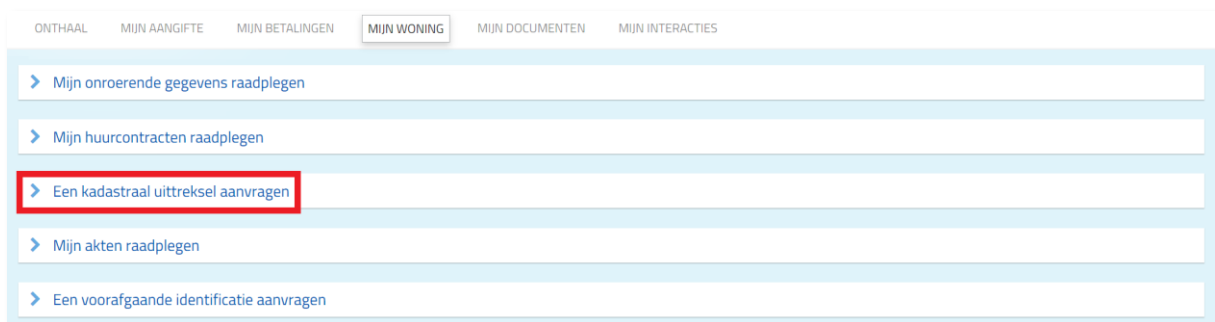 ONTHAAL MIJN AANGIFTE MIJN BETALINGEN MIJN WONING MIJN DOCUMENTEN MIJN INTERACTIES
Mijn onroerende gegevens raadplegen
Mijn huurcontracten raadplegen
Een kadastraal uittreksel aanvragen
Mijn akten raadplegen
Een voorafgaande identificatie aanvragen